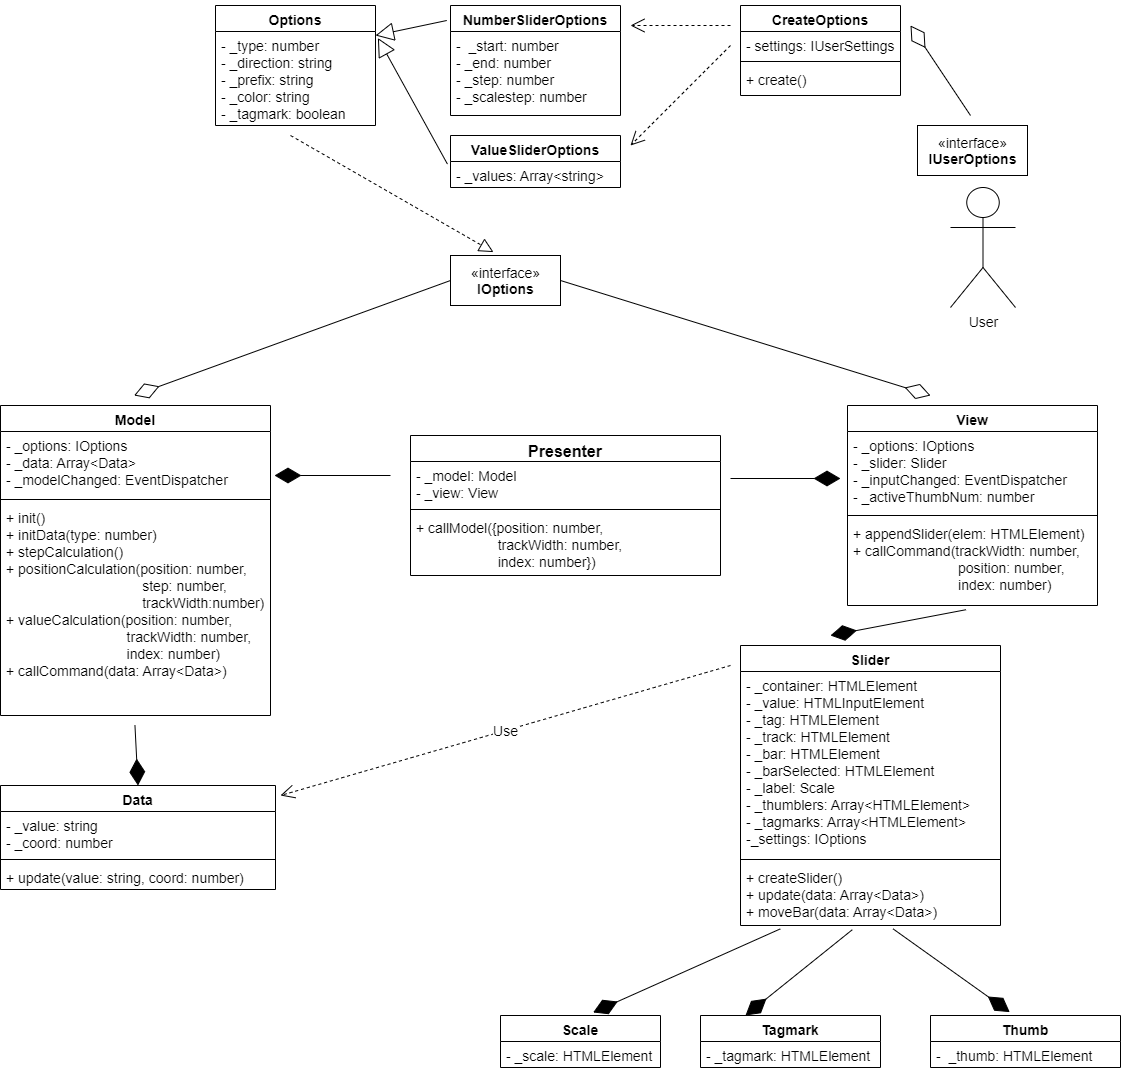 Options
- _type: number
- _direction: string
- _prefix: string
- _color: string
- _tagmark: boolean
NumberSliderOptions
- _start: number
- _end: number
- _step: number
- _scalestep: number
CreateOptions
- settings: IUserSettings
+ create()
ValueSliderOptions
- _values: Array<string>
«interface»
IUserOptions
User
«interface»
IOptions
Model
- _options: IOptions
- _data: Array<Data>
- _modelChanged: EventDispatcher
+ init()
+ initData(type: number)
+ stepCalculation()
+ positionCalculation(position: number,
step: number,
trackWidth:number)
+ valueCalculation(position: number,
trackWidth: number,
index: number)
+ callCommand(data: Array<Data>)
Presenter
- _model: Model
- _view: View
+ callModel({position: number,
trackWidth: number,
index: number})
View
- _options: IOptions
- _slider: Slider
- _inputChanged: EventDispatcher
- _activeThumbNum: number
+ appendSlider(elem: HTMLElement)
+ callCommand(trackWidth: number,
position: number,
index: number)
Use
Slider
- _container: HTMLElement
- _value: HTMLInputElement
- _tag: HTMLElement
- _track: HTMLElement
- _bar: HTMLElement
- _barSelected: HTMLElement
- _label: Scale
- _thumblers: Array<HTMLElement>
- _tagmarks: Array<HTMLElement>
-_settings: IOptions
+ createSlider()
+ update(data: Array<Data>)
+ moveBar(data: Array<Data>)
Data
- _value: string
- _coord: number
+ update(value: string, coord: number)
Scale
- _scale: HTMLElement
Tagmark
- _tagmark: HTMLElement
Thumb
- _thumb: HTMLElement